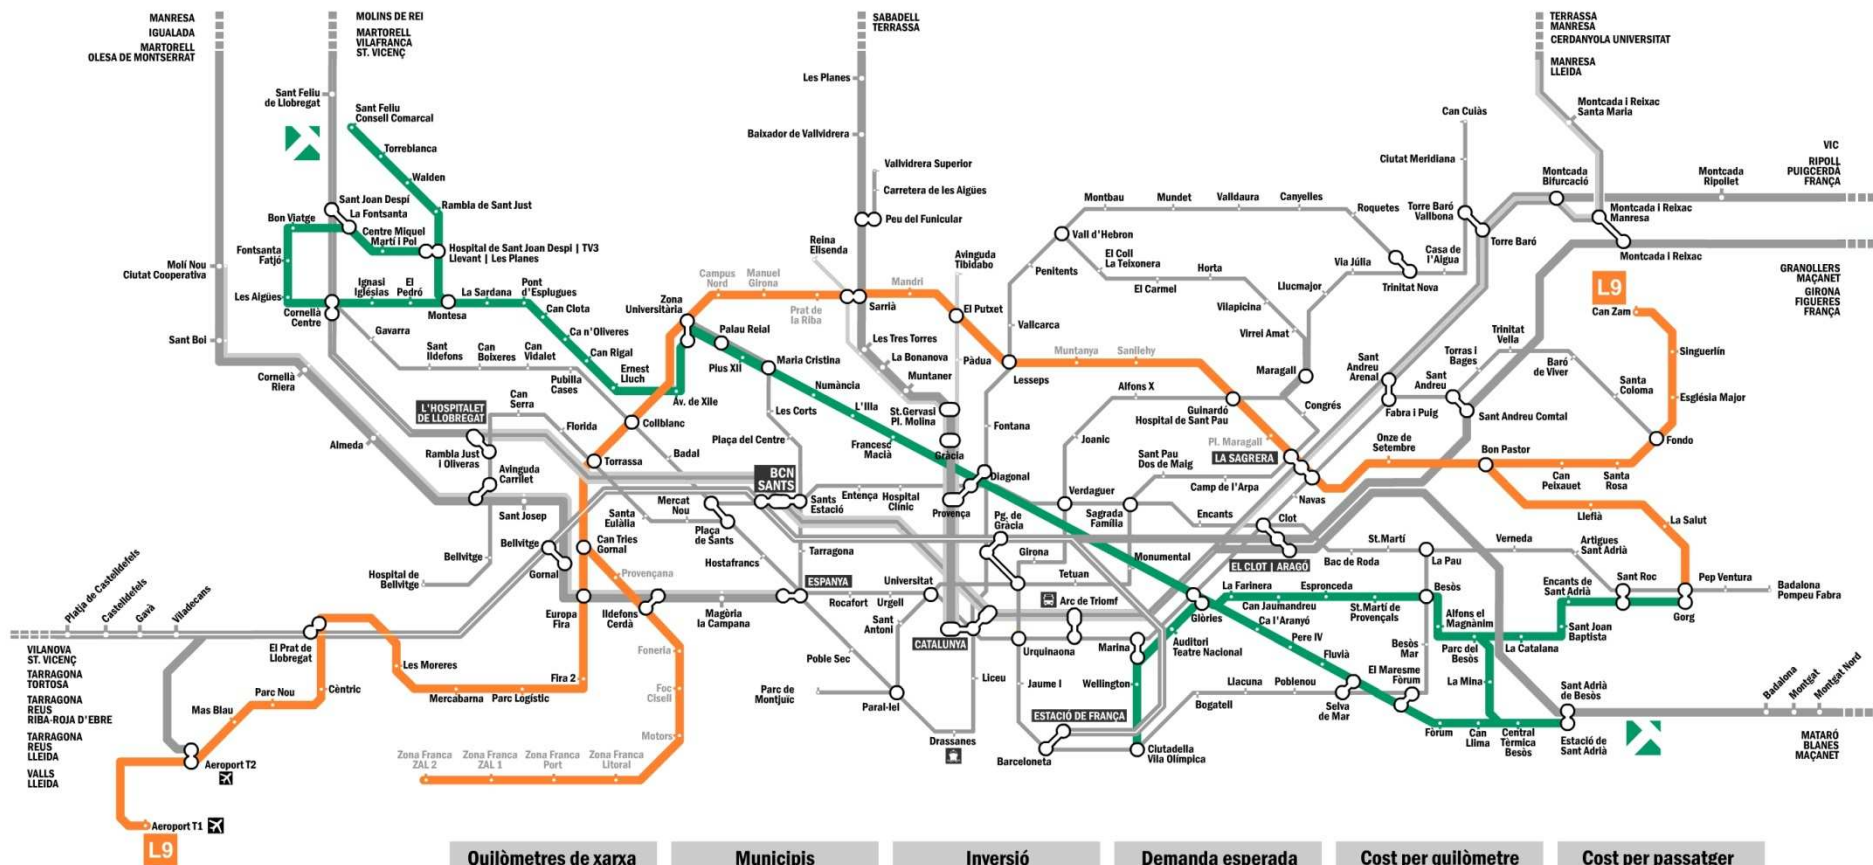 MANRESA
IGUALADA
MARTORELL
OLESA DE MONTSERRAT
MOLINS DE REI
MARTORELL
VILAFRANCA
ST. VICENÇ
SABADELL
TERRASSA
TERRASSA
MANRESA
CERDANYOLA UNIVERSITAT
MANRESA
LLEIDA
Sant Feliu
de Llobregat
Sant Feliu
Consell Comarcal
Torreblanca
Walden
Rambla de Sant Just
Sant Joan Despí
La Fontsanta
Bon Viatge
Centre Miquel
Martí i Pol
Hospital de Sant Joan Despi | TV3
Llevant | Les Planes
Fontsanta
Fatjó
Molí Nou
Ciutat Cooperativa
Les Aigües
Ignasi
Iglésias
El
Pedró
Cornellà
Centre
Montesa
La Sardana
Pont
d'Esplugues
Can Clota
Ca n'Oliveres
Can Rigal
Ernest
Lluch
Av. de Xile
Sant Boi
Gavarra
Sant
Ildefons
Can
Boixeres
Can
Vidalet
Pubilla
Cases
Cornellà
Riera
Almeda
L'HOSPITALET
DE LLOBREGAT
Can
Serra
Florida
Rambla Just
i Oliveras
Avinguda
Carrilet
Sant Josep
Bellvitge
Hospital de
Bellvitge
Bellvitge
Gornal
Torrassa
Collblanc
Badal
Mercat
Nou
Santa
Eulàlia
Plaça
de Sants
Hostafrancs
Can Tries
Gornal
Provençana
Europa
Fira
Ildefons
Cerdà
Magòria
la Campana
Foneria
Foc
Cisell
Motors
Zona Franca
ZAL 2
Zona Franca
ZAL 1
Zona Franca
Port
Zona Franca
Litoral
Fira 2
Parc Logístic
Mercabarna
Les Moreres
Cèntric
Parc Nou
Mas Blau
El Prat de
Llobregat
Aeroport T2
Aeroport T1
L9
Platja de Castelldefels
Castelldefels
Gavà
Viladecans
VILANOVA
ST. VICENÇ
TARRAGONA
TORTOSA
TARRAGONA
REUS
RIBA-ROJA D'EBRE
TARRAGONA
REUS
LLEIDA
VALLS
LLEIDA
Les Planes
Baixador de Vallvidrera
Vallvidrera Superior
Carretera de les Aigües
Peu del Funicular
Reina
Elisenda
Avinguda
Tibidabo
Zona
Universitària
Campus
Nord
Manuel
Girona
Prat de
la Riba
Sarrià
Mandri
El Putxet
Palau Reial
Maria Cristina
Plus XII
Numància
L'Illa
Francesc
Macià
Les Corts
Plaça del Centre
BCN
SANTS
Sants
Estació
Entença
Hospital
Clínic
Tarragona
ESPANYA
Rocafort
Urgell
Universitat
Sant
Antoni
Poble Sec
Parc de
Montjuïc
Paral-lel
Drassanes
Liceu
CATALUNYA
Les Tres Torres
La Bonanova
Muntaner
St.Gervasi
Pl. Molina
Gràcia
Provença
Pàdua
Fontana
Diagonal
Pg. de
Gràcia
Girona
Verdaguer
Joanic
Tetuan
Arc de Triomf
Urquinaona
Jaume I
ESTACIÓ DE FRANÇA
Barceloneta
Ciutadella
Vila Olímpica
Wellington
Marina
Auditori
Teatre Nacional
Monumental
Glòries
Sagrada
Família
Sant Pau
Dos de Maig
Camp de l'Arpa
Encants
Clot
EL CLOT | ARAGÓ
Navas
LA SAGRERA
Pl. Maragall
Congrés
Guinardó
Hospital de Sant Pau
Alfons X
Lesseps
Muntanya
Sanllehy
Vallcarca
Penitents
Vall d'Hebron
Montbau
Mundet
Valldaura
Canyelles
Roquetes
El Coll
La Teixonera
El Carmel
Horta
Vilapicina
Virrei Amat
Maragall
Llucmajor
Via Júlia
Trinitat Nova
Casa de
l'Aigua
Torre Baró
Vallbona
Ciutat Meridiana
Can Cuiàs
Torre Baró
Montcada
Bifurcació
Montcada i Reixac
Santa Maria
Montcada i Reixac
Manresa
Montcada i Reixac
Montcada
Ripollet
VIC
RIPOLL
PUIGCERDÀ
FRANÇA
GRANOLLERS
MAÇANET
GIRONA
FIGUERES
FRANÇA
L9
Can Zam
Singuerlín
Església Major
Fondo
Santa
Coloma
Baró
de Viver
Trinitat
Vella
Torras i
Bages
Sant
Andreu
Sant Andreu Comtal
Sant
Andreu
Arenal
Fabra i Puig
Onze de
Setembre
Bon Pastor
Can
Peixauet
Santa
Rosa
Llefià
La Salut
Gorg
Pep Ventura
Badalona
Pompeu Fabra
Sant Roc
Artigues
Sant Adrià
Verneda
La Pau
St.Martí
Bac de Roda
La Farinera
Can Jaumandreu
Espronceda
St.Martí de
Provençals
Besòs
Besòs
Mar
Alfons el
Magnànim
Parc del
Besòs
La Mina
La Catalana
Sant Joan
Baptista
Encants de
Sant Adrià
Ca l'Aranyó
Pere IV
Fluvià
El Maresme
Fòrum
Selva
de Mar
Poblenou
Llacuna
Bogatell
Fòrum
Can
Llima
Central
Tèrmica
Besòs
Estació de
Sant Adrià
Sant Adrià
de Besòs
Badalona
Montgat
Montgat Nord
MATARÓ
BLANES
MAÇANET
Quilòmetres de xarxa
Municipis
Inversió
Demanda esperada
Cost per quilòmetre
Cost per passatger